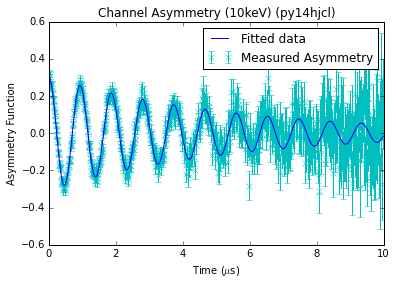 Channel Asymmetry (10keV) (py14hjcl)
Fitted data
Measured Asymmetry
Asymmetry Function
0.6
0.4
0.2
0.0
−0.2
−0.4
−0.6
0 2 4 6 8 10
Time (μs)